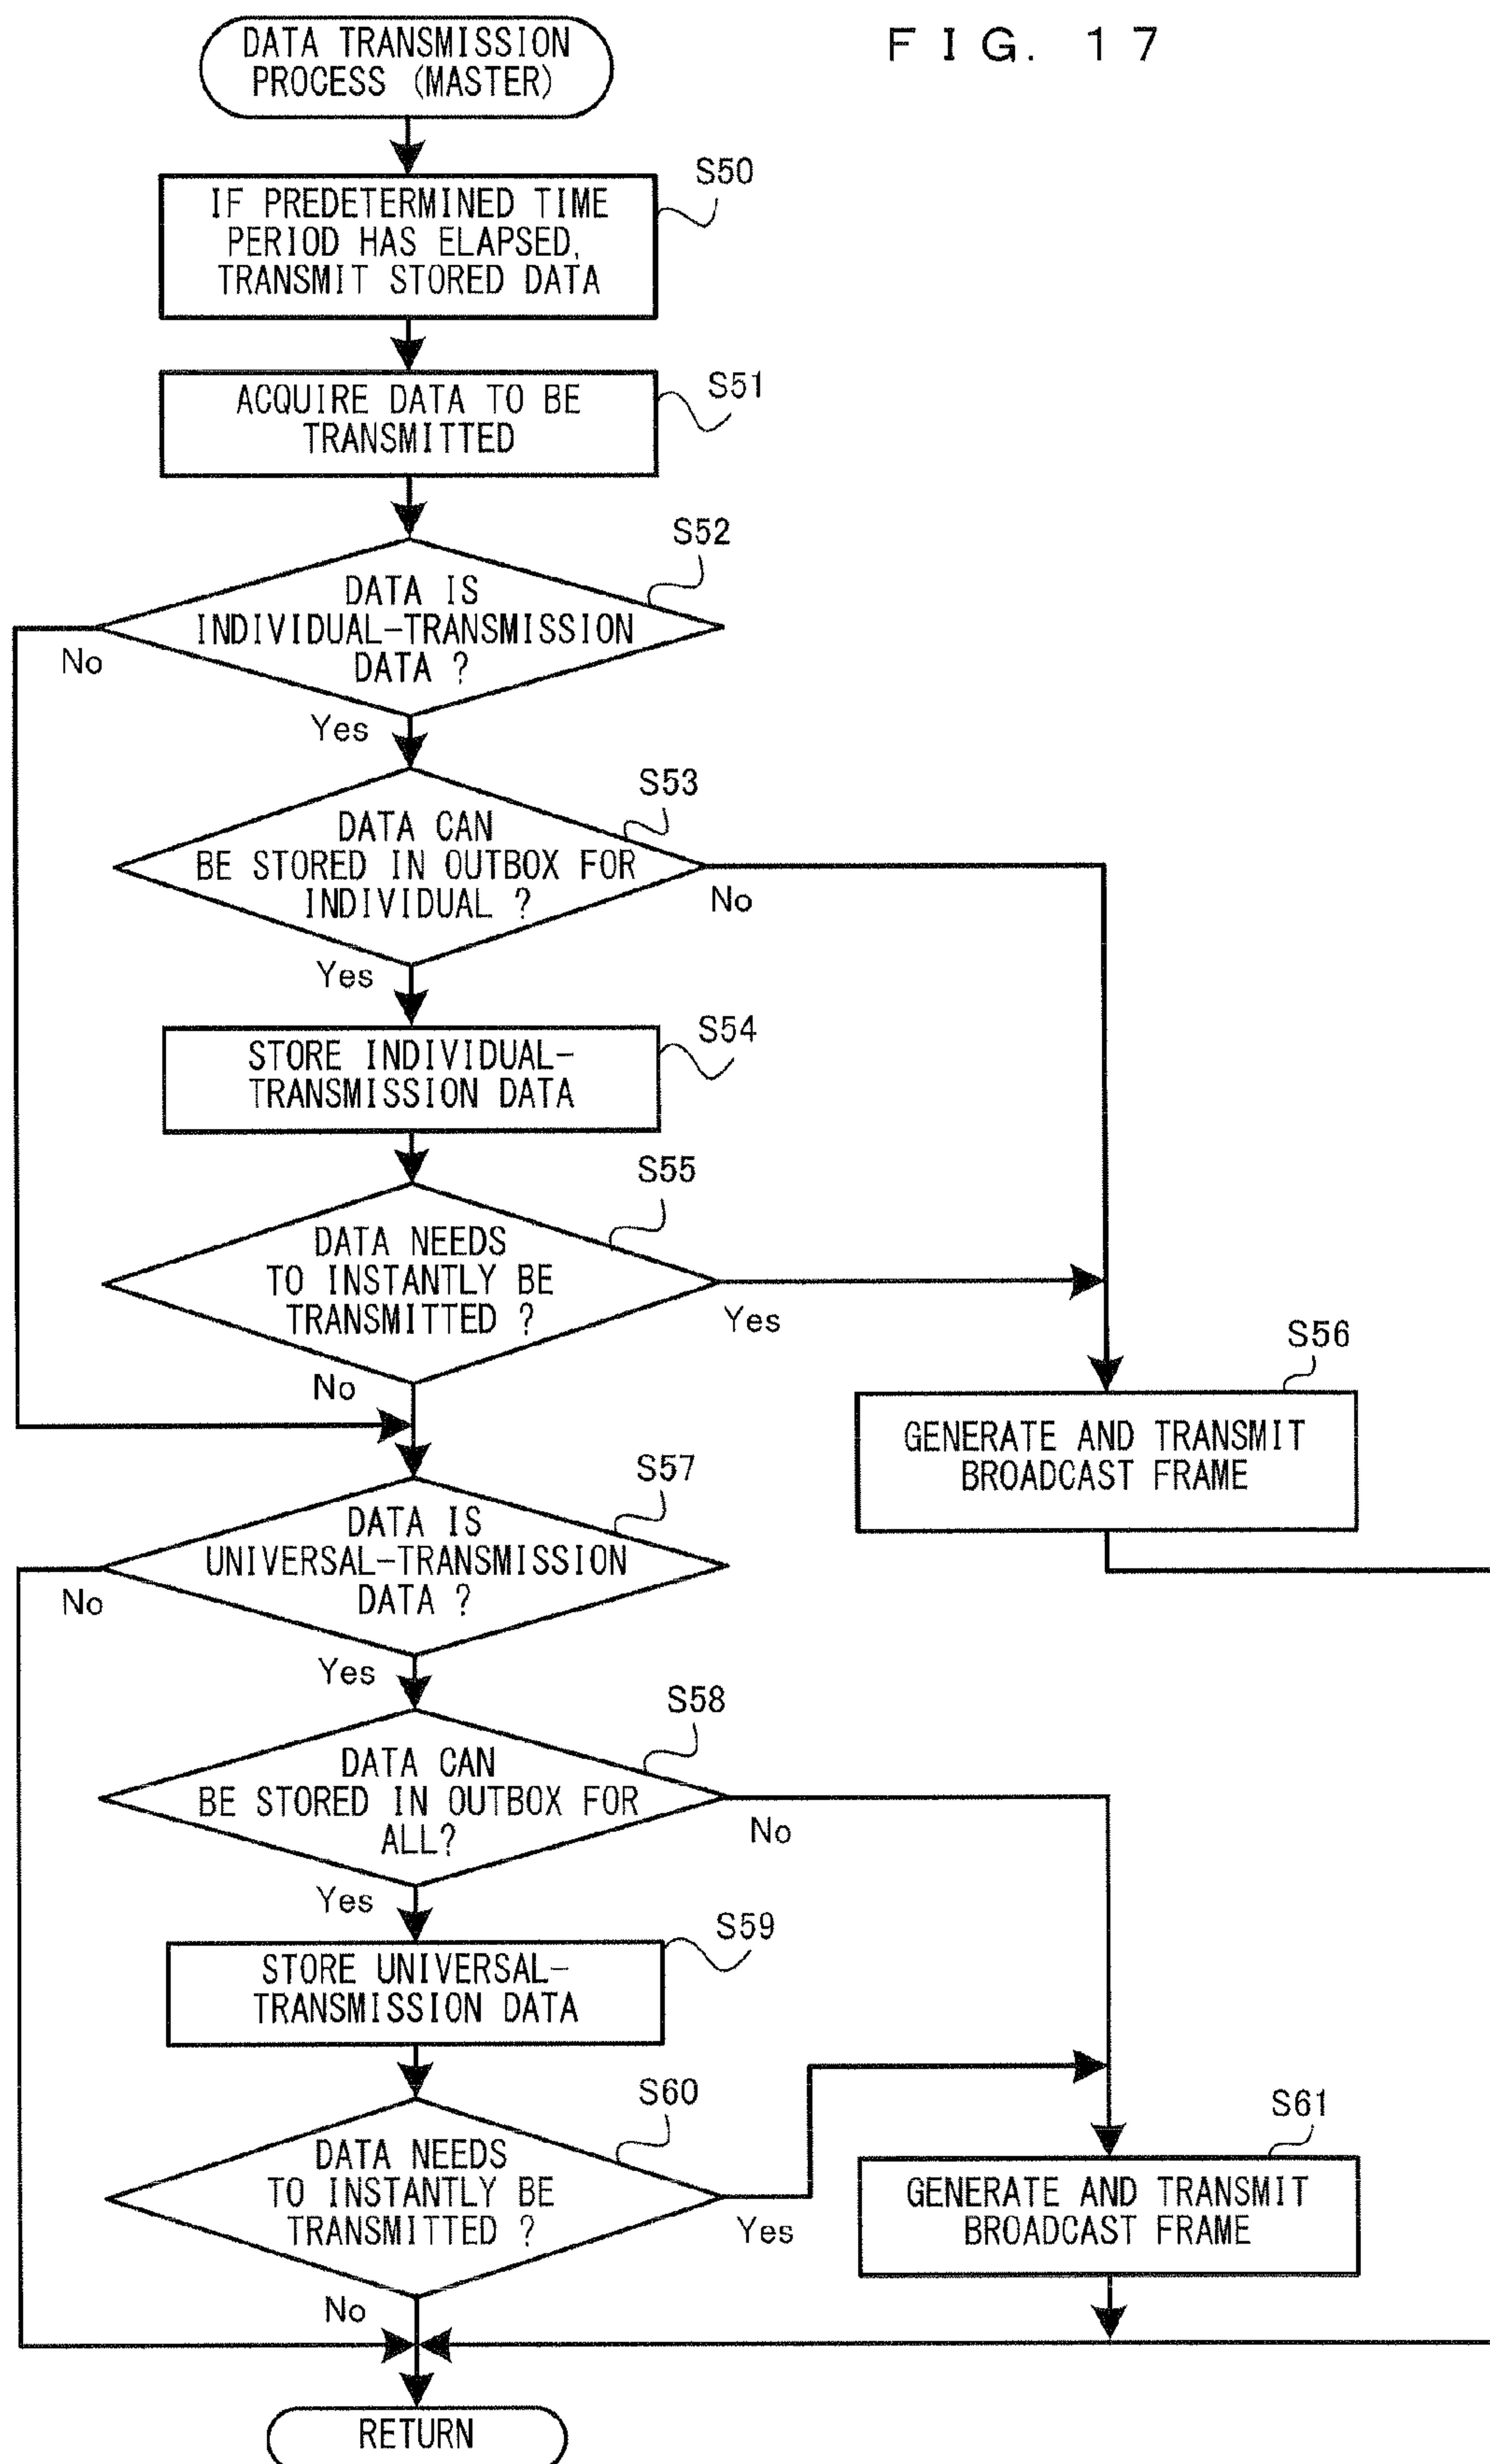 FIG. 17
DATA TRANSMISSION
PROCESS (MASTER)
S50
IF PREDETERMINED TIME
PERIOD HAS ELAPSED,
TRANSMIT STORED DATA
S51
ACQUIRE DATA TO BE
TRANSMITTED
S52
DATA IS
INDIVIDUAL-TRANSMISSION
DATA ?
No
Yes
S53
DATA CAN
BE STORED IN OUTBOX FOR
INDIVIDUAL ?
No
Yes
S54
STORE INDIVIDUAL-
TRANSMISSION DATA
S55
DATA NEEDS
TO INSTANTLY BE
TRANSMITTED ?
Yes
No
S56
GENERATE AND TRANSMIT
BROADCAST FRAME
S57
DATA IS
UNIVERSAL-TRANSMISSION
DATA ?
No
Yes
S58
DATA CAN
BE STORED IN OUTBOX FOR
ALL?
No
Yes
S59
STORE UNIVERSAL-
TRANSMISSION DATA
S60
DATA NEEDS
TO INSTANTLY BE
TRANSMITTED ?
Yes
No
S61
GENERATE AND TRANSMIT
BROADCAST FRAME
RETURN